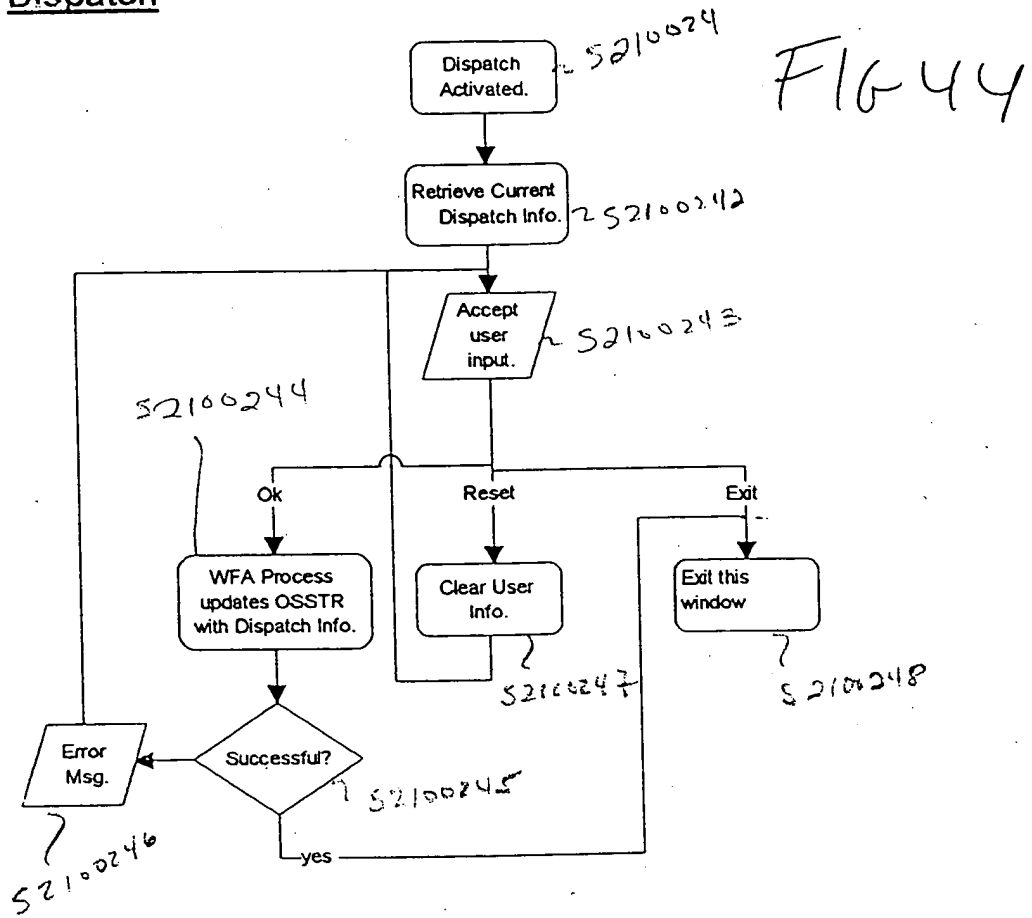 Dispatch
FIG 44
Dispatch
Activated.
S210024
Retrieve Current
Dispatch Info.
S2100242
Accept
user
input.
S2100243
S2100244
Ok
Reset
Exit
WFA Process
updates OSSTR
with Dispatch Info.
Clear User
Info.
Exit this
window
S2100247
S2100248
Error
Msg.
Successful?
S2100245
S2100246
yes